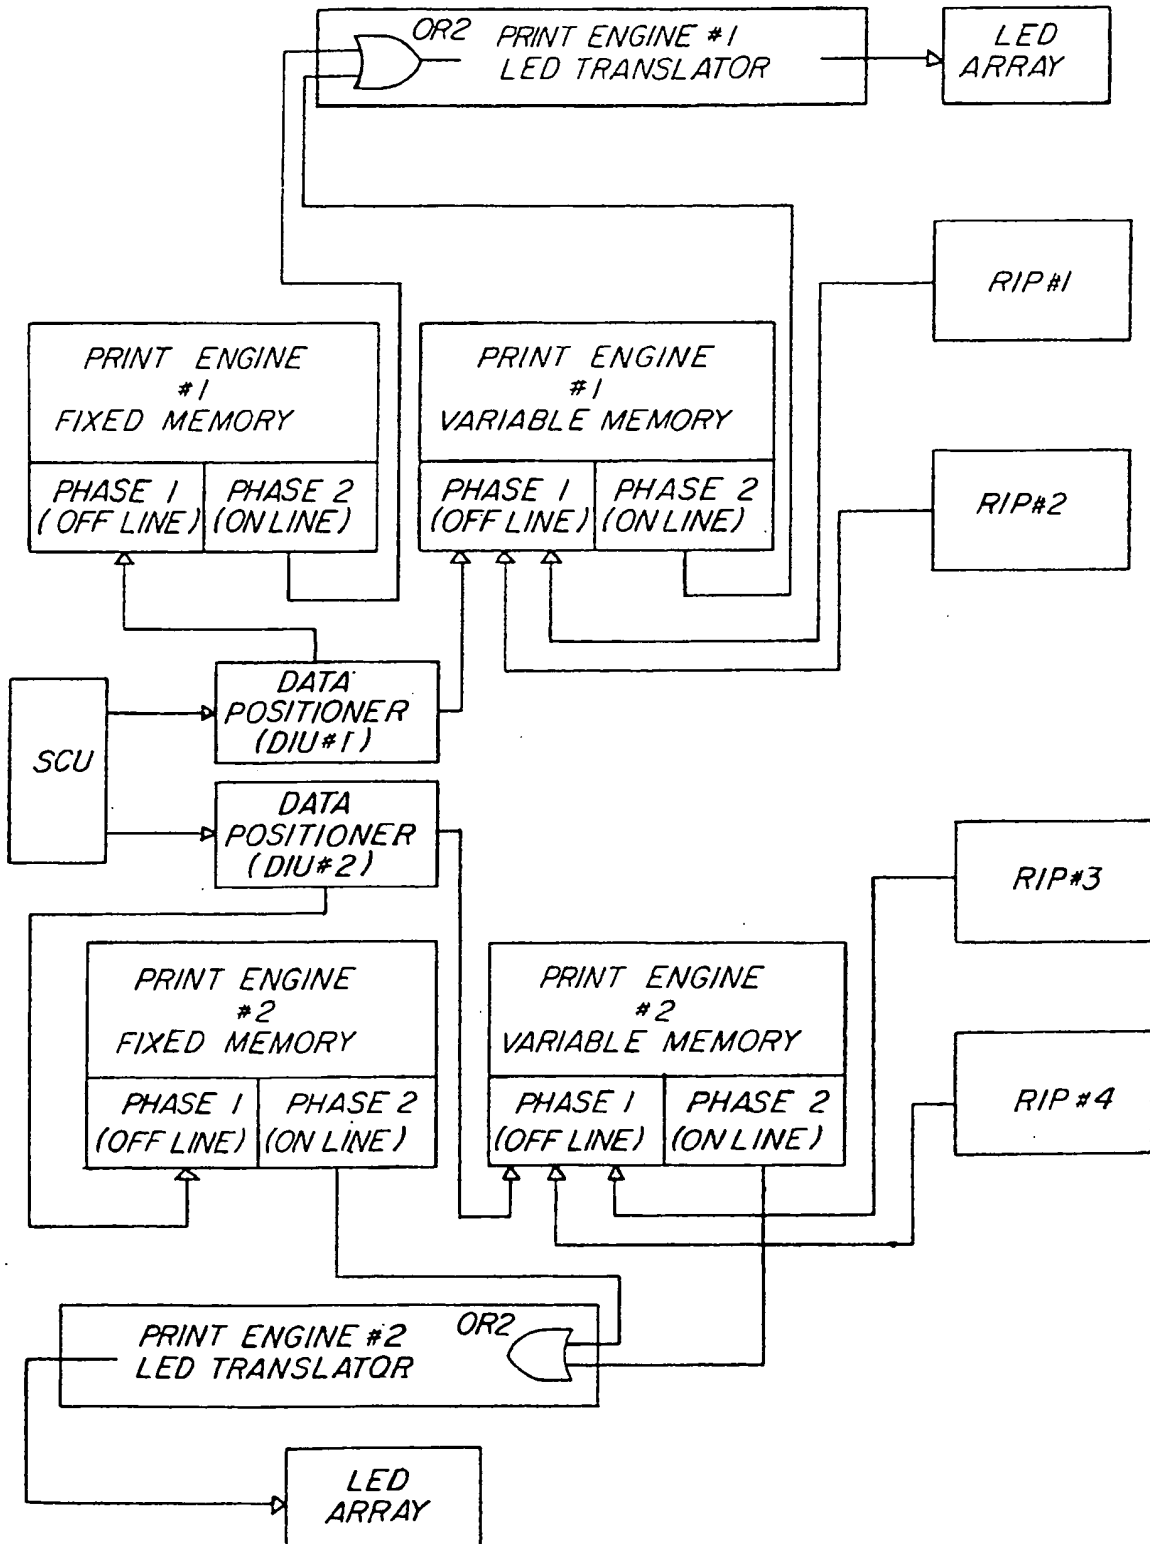 OR2
PRINT ENGINE #1
LED TRANSLATOR
LED
ARRAY
RIP#1
PRINT ENGINE
#1
FIXED MEMORY
PHASE 1
(OFF LINE)
PHASE 2
(ON LINE)
PRINT ENGINE
#1
VARIABLE MEMORY
PHASE 1
(OFF LINE)
PHASE 2
(ON LINE)
RIP#2
SCU
DATA
POSITIONER
(DIU#1)
DATA
POSITIONER
(DIU#2)
RIP#3
PRINT ENGINE
#2
FIXED MEMORY
PHASE 1
(OFF LINE)
PHASE 2
(ON LINE)
PRINT ENGINE
#2
VARIABLE MEMORY
PHASE 1
(OFF LINE)
PHASE 2
(ON LINE)
RIP #4
PRINT ENGINE #2
LED TRANSLATOR
OR2
LED
ARRAY